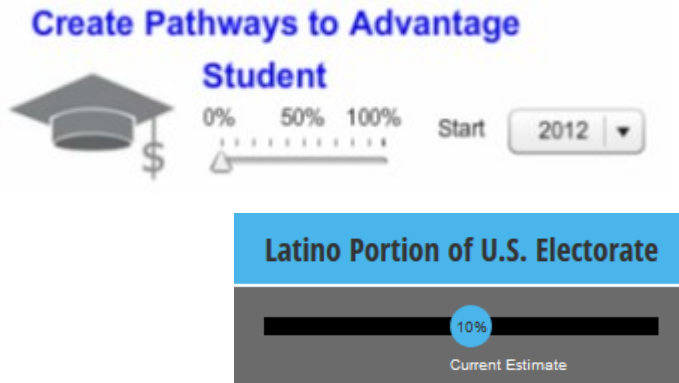 Create Pathways to Advantage
Student
0% 50% 100%
Start 2012
$
Latino Portion of U.S. Electorate
10%
Current Estimate